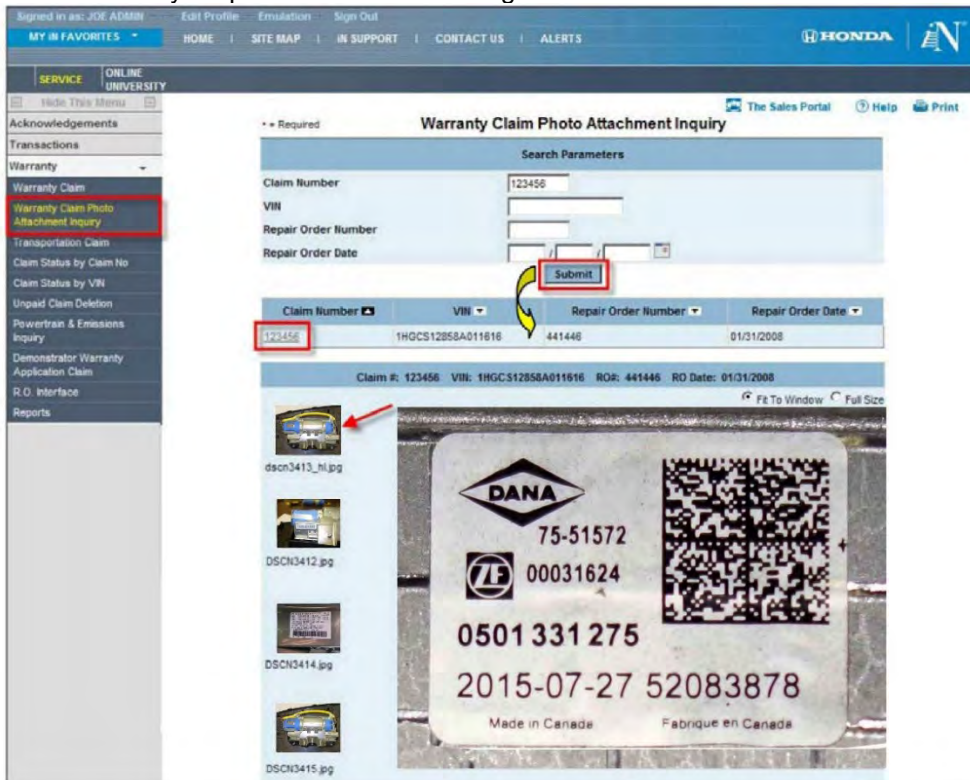 Signed in as: JOE ADMIN Edit Profile Emulation Sign Out
MY iN FAVORITES HOME | SITE MAP | iN SUPPORT | CONTACT US | ALERTS HONDA iN
SERVICE ONLINE UNIVERSITY
Hide This Menu
The Sales Portal Help Print
Acknowledgements
Transactions
Warranty
Warranty Claim
Warranty Claim Photo
Attachment Inquiry
Transportation Claim
Claim Status by Claim No
Claim Status by VIN
Unpaid Claim Deletion
Powertrain & Emissions
Inquiry
Demonstrator Warranty
Application Claim
R.O. Interface
Reports
• = Required Warranty Claim Photo Attachment Inquiry
Search Parameters
Claim Number 123456
VIN
Repair Order Number
Repair Order Date / /
Submit
Claim Number VIN Repair Order Number Repair Order Date
123456 1HGCS12858A011616 441446 01/31/2008
Claim #: 123456 VIN: 1HGCS12858A011616 RO#: 441446 RO Date: 01/31/2008
Fit To Window Full Size
dscn3413_hl.jpg
DSCN3412.jpg
DSCN3414.jpg
DSCN3415.jpg
DANA
75-51572
ZF 00031624
0501 331 275
2015-07-27 52083878
Made in Canada Fabrique en Canada